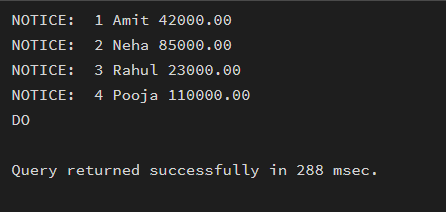 NOTICE:  1 Amit 42000.00
NOTICE:  2 Neha 85000.00
NOTICE:  3 Rahul 23000.00
NOTICE:  4 Pooja 110000.00
DO
Query returned successfully in 288 msec.